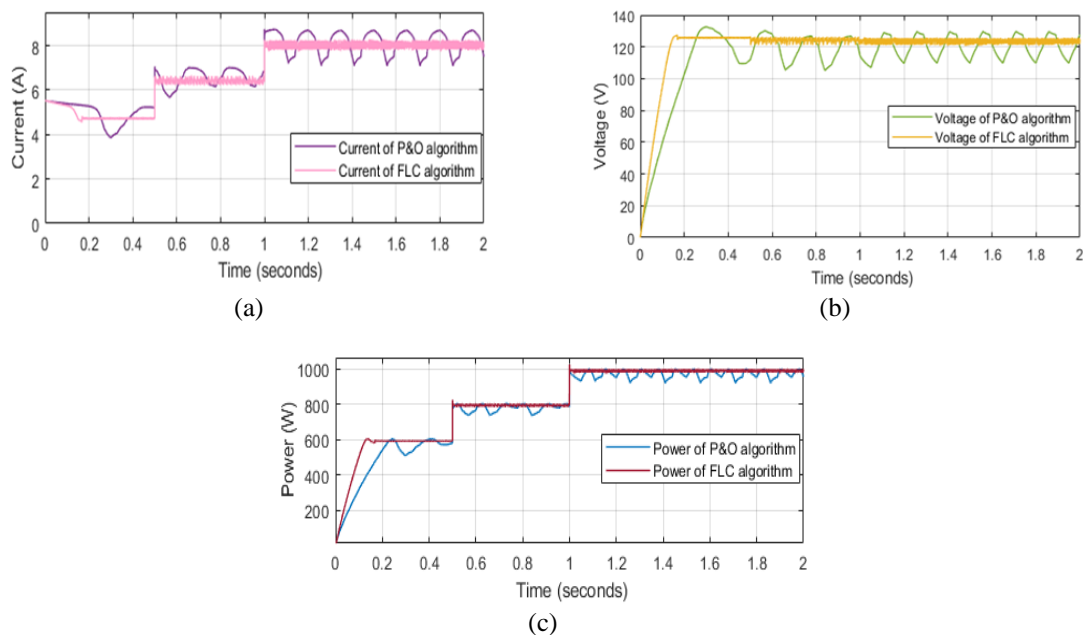 8
6
4
2
0
Current (A)
Current of P&O algorithm
Current of FLC algorithm
0 0.2 0.4 0.6 0.8 1 1.2 1.4 1.6 1.8 2
Time (seconds)
(a)
140
120
100
80
60
40
20
0
Voltage (V)
Voltage of P&O algorithm
Voltage of FLC algorithm
0 0.2 0.4 0.6 0.8 1 1.2 1.4 1.6 1.8 2
Time (seconds)
(b)
1000
800
600
400
200
Power (W)
Power of P&O algorithm
Power of FLC algorithm
0 0.2 0.4 0.6 0.8 1 1.2 1.4 1.6 1.8 2
Time (seconds)
(c)